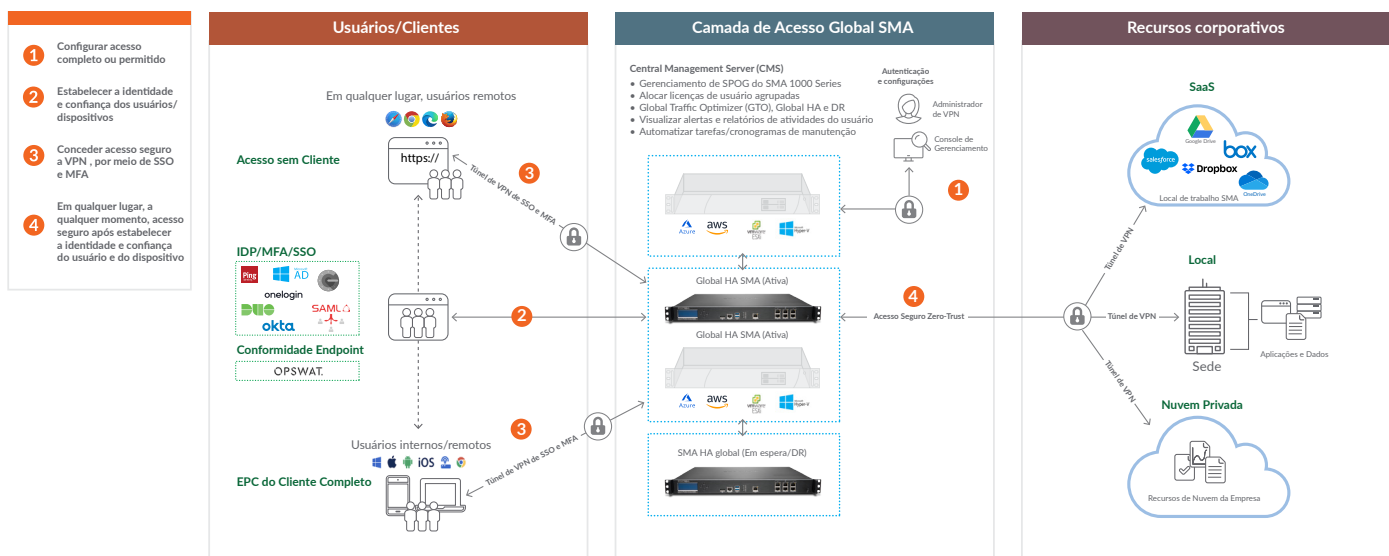 1
Configurar acesso
completo ou permitido
2
Estabelecer a identidade
e confiança dos usuários/
dispositivos
3
Conceder acesso seguro
a VPN , por meio de SSO
e MFA
4
Em qualquer lugar, a
qualquer momento, acesso
seguro após estabelecer
a identidade e confiança
do usuário e do dispositivo
Usuários/Clientes
Em qualquer lugar, usuários remotos
Acesso sem Cliente
https://
3
Túnel de VPN de SSO e MFA
IDP/MFA/SSO
Ping
AD
onelogin
DUO
SAML
okta
2
Conformidade Endpoint
OPSWAT.
Usuários internos/remotos
iOS
EPC do Cliente Completo
3
Túnel de VPN de SSO e MFA
Camada de Acesso Global SMA
Central Management Server (CMS)
• Gerenciamento de SPOG do SMA 1000 Series
• Alocar licenças de usuário agrupadas
• Global Traffic Optimizer (GTO), Global HA e DR
• Visualizar alertas e relatórios de atividades do usuário
• Automatizar tarefas/cronogramas de manutenção
Autenticação
e configurações
Administrador
de VPN
Console de
Gerenciamento
1
Azure
aws
vmware
ESXi
Microsoft
Hyper-V
Global HA SMA (Ativa)
Global HA SMA (Ativa)
Azure
aws
vmware
ESXi
Microsoft
Hyper-V
SMA HA global (Em espera/DR)
4
Acesso Seguro Zero-Trust
Recursos corporativos
SaaS
Google Drive
salesforce
box
Dropbox
OneDrive
Local de trabalho SMA
Túnel de VPN
Local
Túnel de VPN
Sede
Aplicações e Dados
Túnel de VPN
Nuvem Privada
Recursos de Nuvem da Empresa